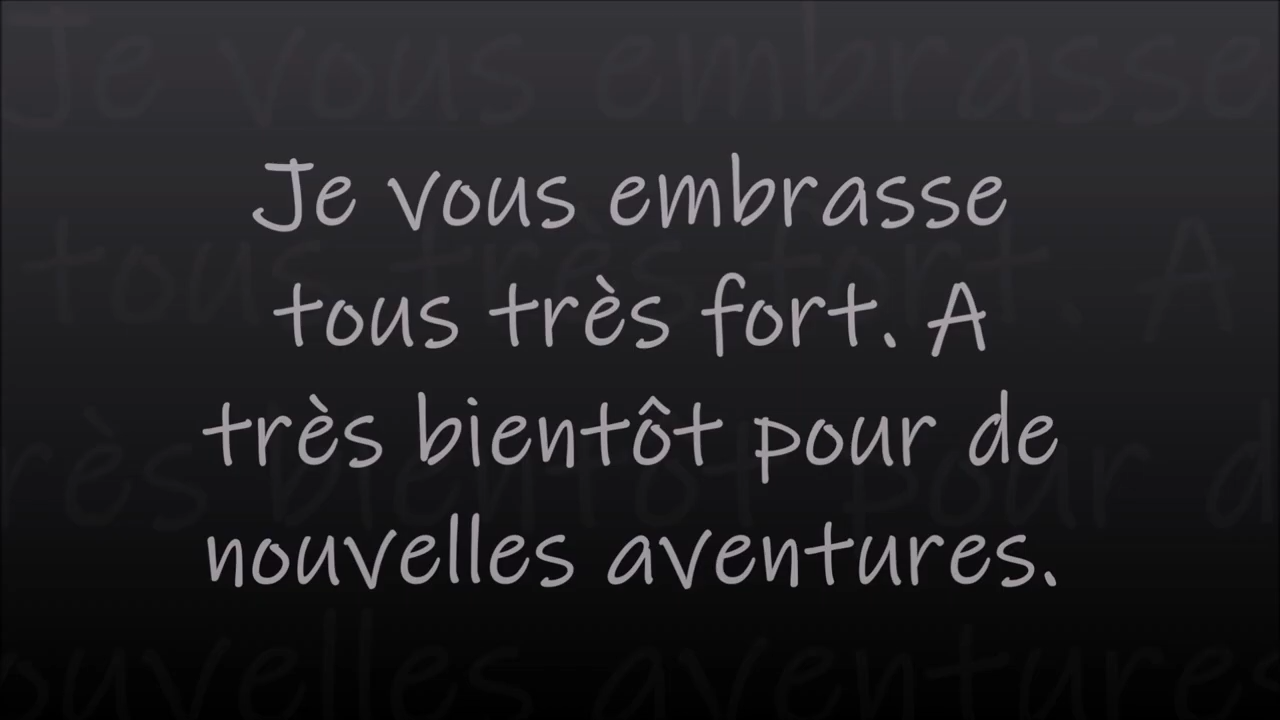 Je vous embrasse
tous très fort. A
très bientôt pour de
nouvelles aventures.